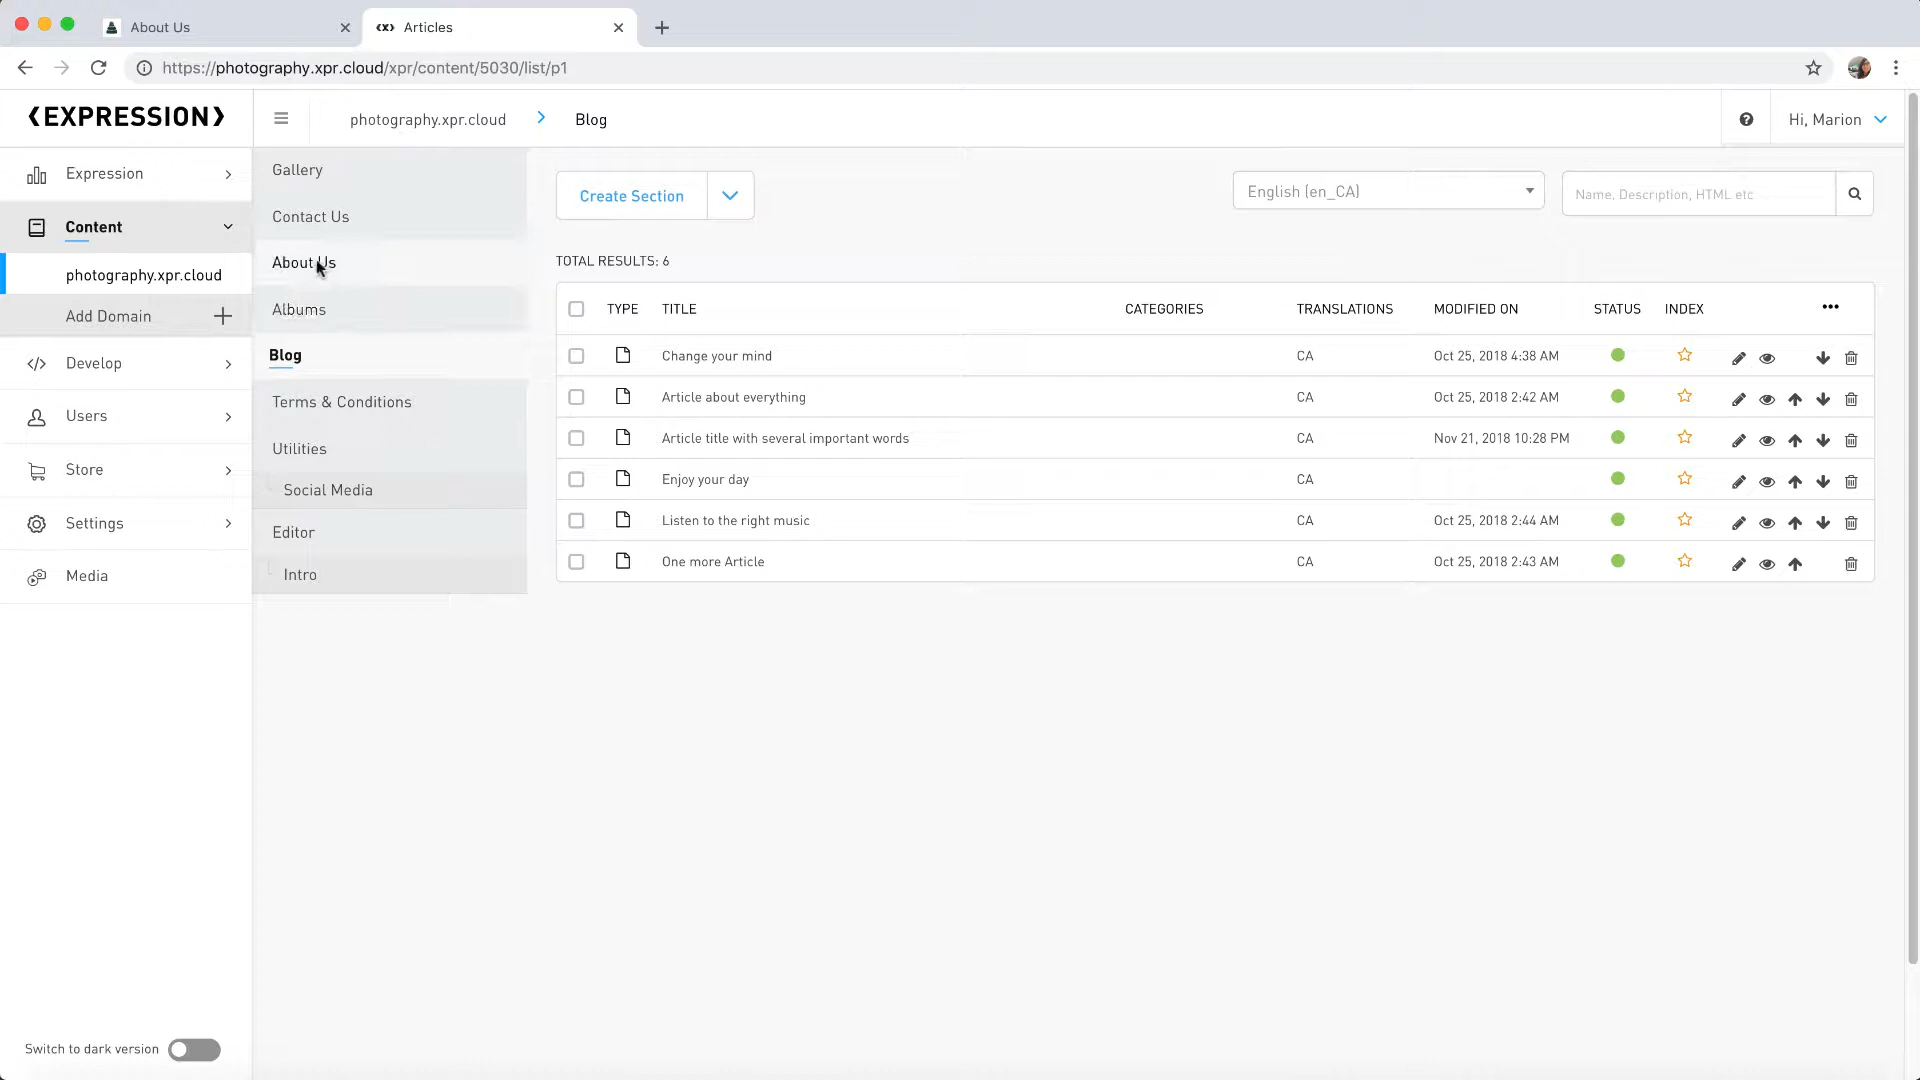 About Us
Articles
https://photography.xpr.cloud/xpr/content/5030/list/p1
‹EXPRESSION›
photography.xpr.cloud
Blog
Hi, Marion
Expression
Content
photography.xpr.cloud
Add Domain
Develop
Users
Store
Settings
Media
Switch to dark version
Gallery
Contact Us
About Us
Albums
Blog
Terms & Conditions
Utilities
Social Media
Editor
Intro
Create Section
English (en_CA)
Name, Description, HTML etc
TOTAL RESULTS: 6
TYPE TITLE CATEGORIES TRANSLATIONS MODIFIED ON STATUS INDEX
Change your mind CA Oct 25, 2018 4:38 AM
Article about everything CA Oct 25, 2018 2:42 AM
Article title with several important words CA Nov 21, 2018 10:28 PM
Enjoy your day CA
Listen to the right music CA Oct 25, 2018 2:44 AM
One more Article CA Oct 25, 2018 2:43 AM